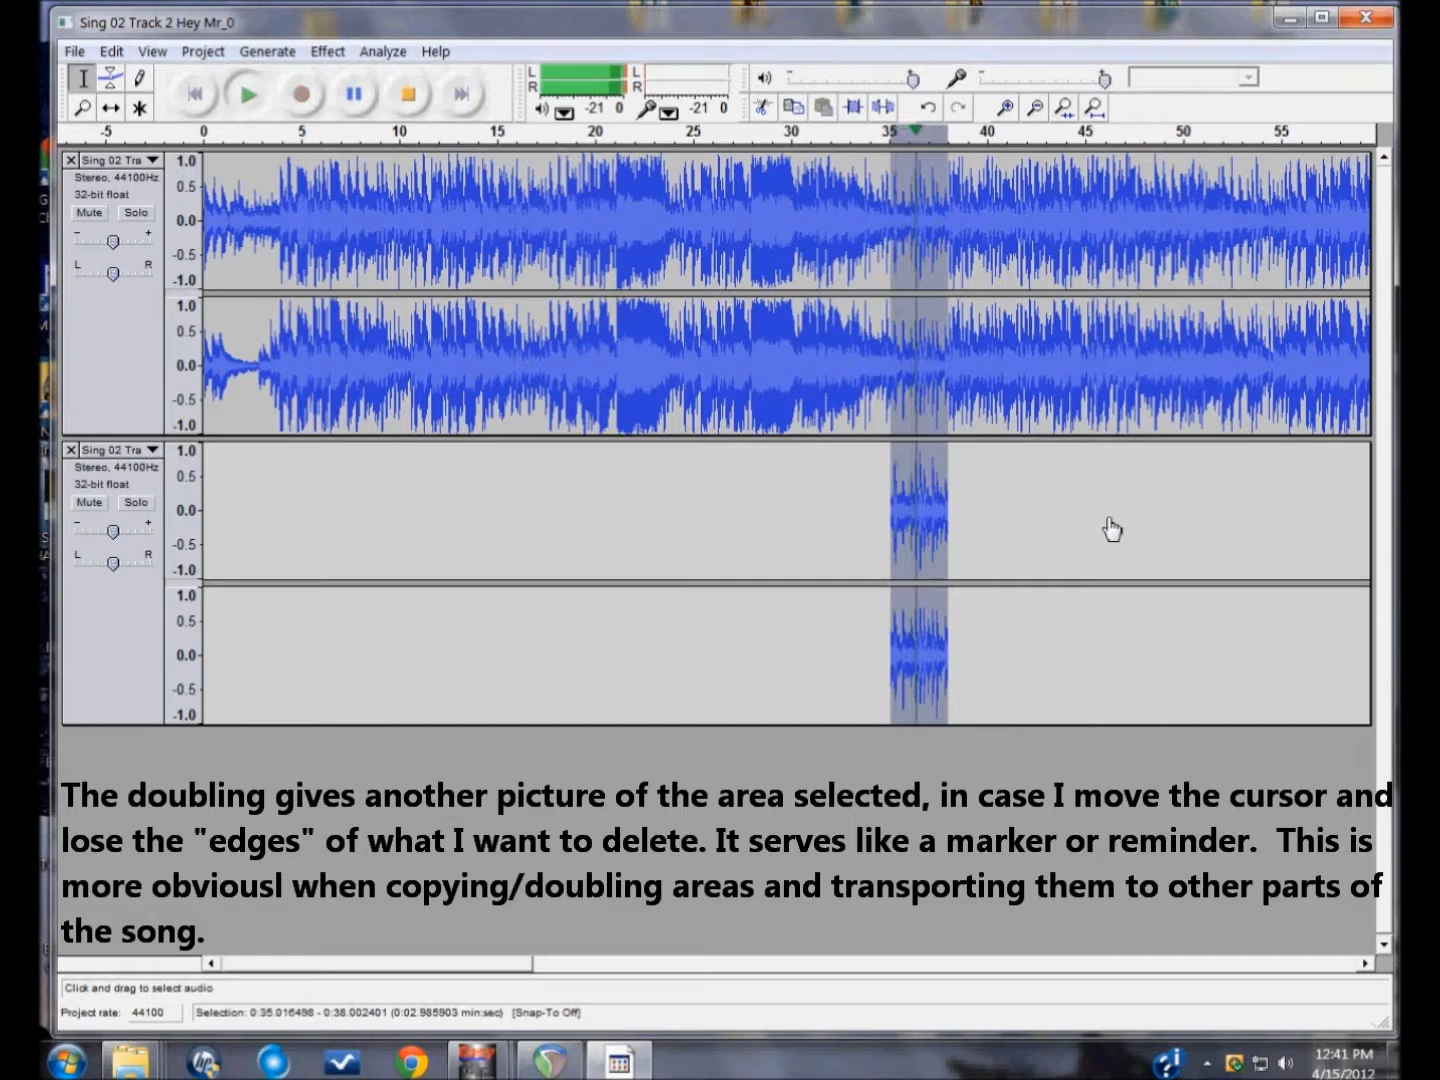 Sing 02 Track 2 Hey Mr_0
File Edit View Project Generate Effect Analyze Help
L L
R R
-21 0 -21 0
-5 0 5 10 15 20 25 30 35 40 45 50 55
Sing 02 Tra
Stereo, 44100Hz
32-bit float
Mute Solo
- +
L R
1.0
0.5
0.0
-0.5
-1.0
1.0
0.5
0.0
-0.5
-1.0
Sing 02 Tra
Stereo, 44100Hz
32-bit float
Mute Solo
- +
L R
1.0
0.5
0.0
-0.5
-1.0
1.0
0.5
0.0
-0.5
-1.0
The doubling gives another picture of the area selected, in case I move the cursor and
lose the "edges" of what I want to delete. It serves like a marker or reminder. This is
more obviousl when copying/doubling areas and transporting them to other parts of
the song.
Click and drag to select audio
Project rate: 44100 Selection: 0:35.016498 - 0:38.002401 (0:02.985903 min:sec) [Snap-To Off]
12:41 PM
4/15/2012